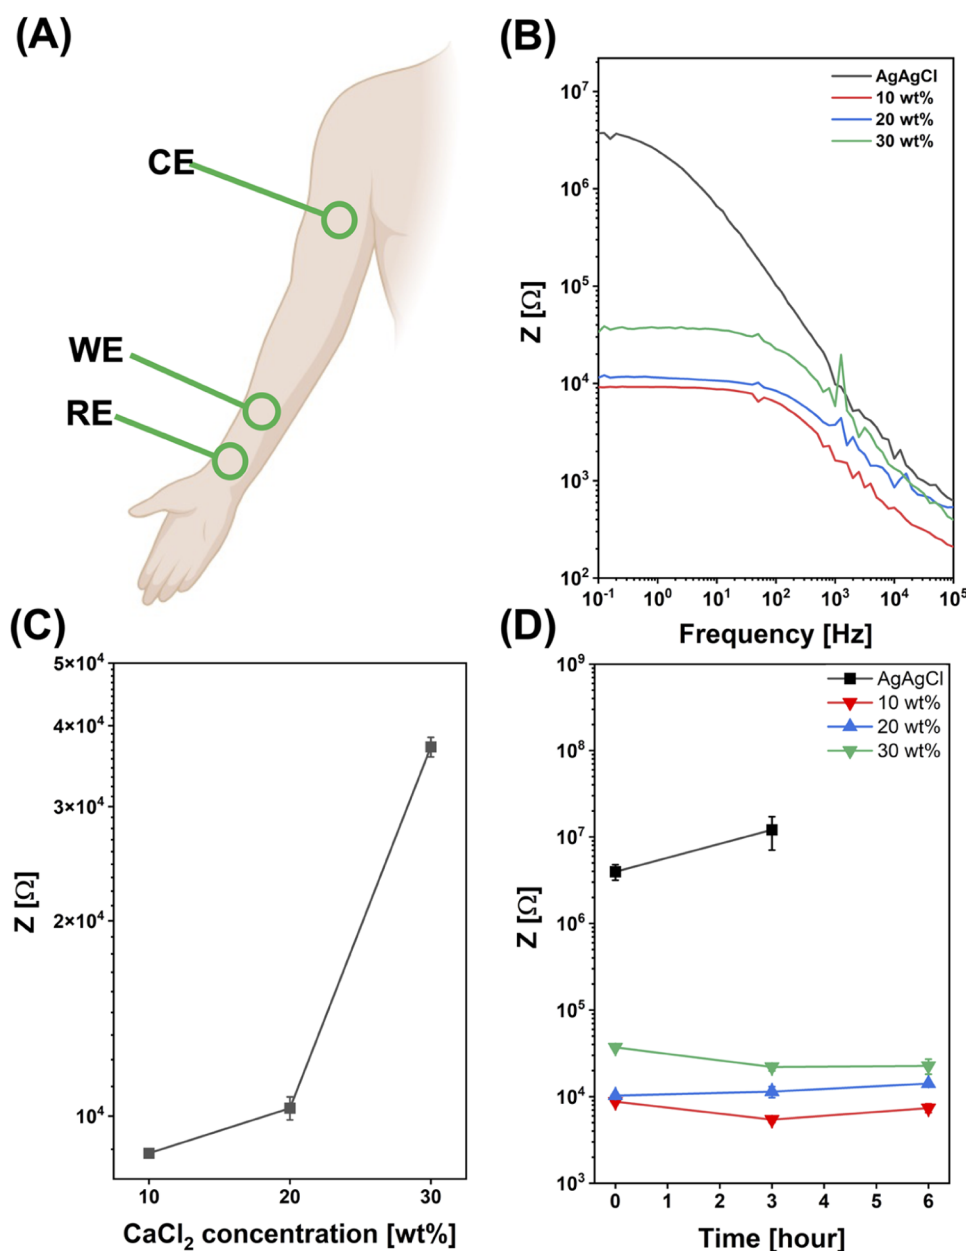 (A)
CE
WE
RE
(B)
AgAgCl
10 wt%
20 wt%
30 wt%
10⁷
10⁶
10⁵
10⁴
10³
10²
Z [Ω]
10⁻¹ 10⁰ 10¹ 10² 10³ 10⁴ 10⁵
Frequency [Hz]
(C)
5×10⁴
4×10⁴
3×10⁴
2×10⁴
10⁴
Z [Ω]
10 20 30
CaCl₂ concentration [wt%]
(D)
AgAgCl
10 wt%
20 wt%
30 wt%
10⁹
10⁸
10⁷
10⁶
10⁵
10⁴
10³
Z [Ω]
0 1 2 3 4 5 6
Time [hour]